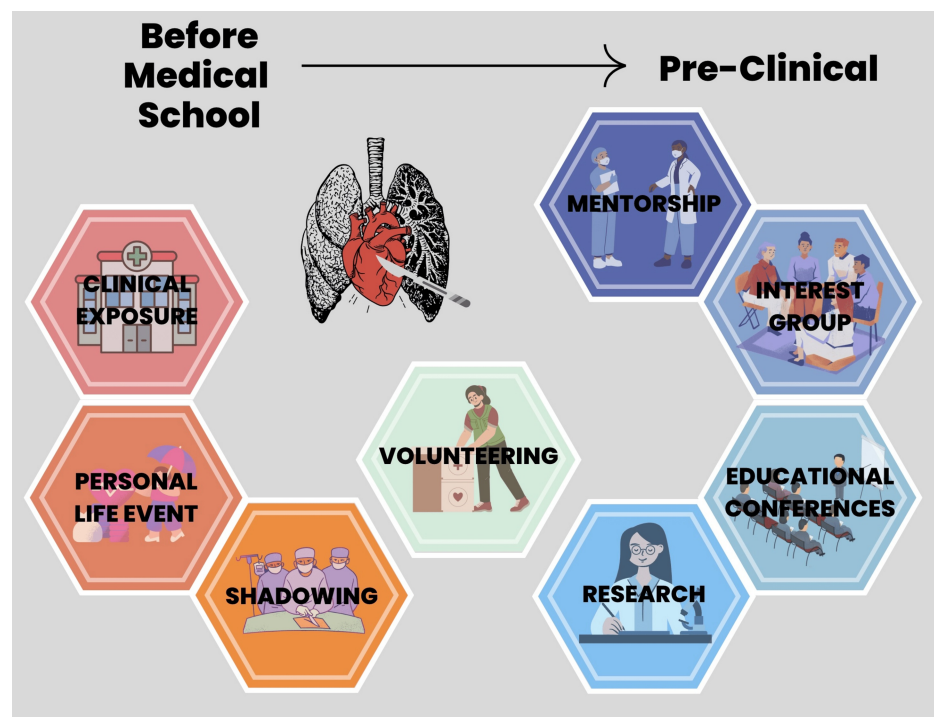 Before
Medical
School
Pre-Clinical
MENTORSHIP
CLINICAL
EXPOSURE
INTEREST
GROUP
VOLUNTEERING
PERSONAL
LIFE EVENT
EDUCATIONAL
CONFERENCES
SHADOWING
RESEARCH